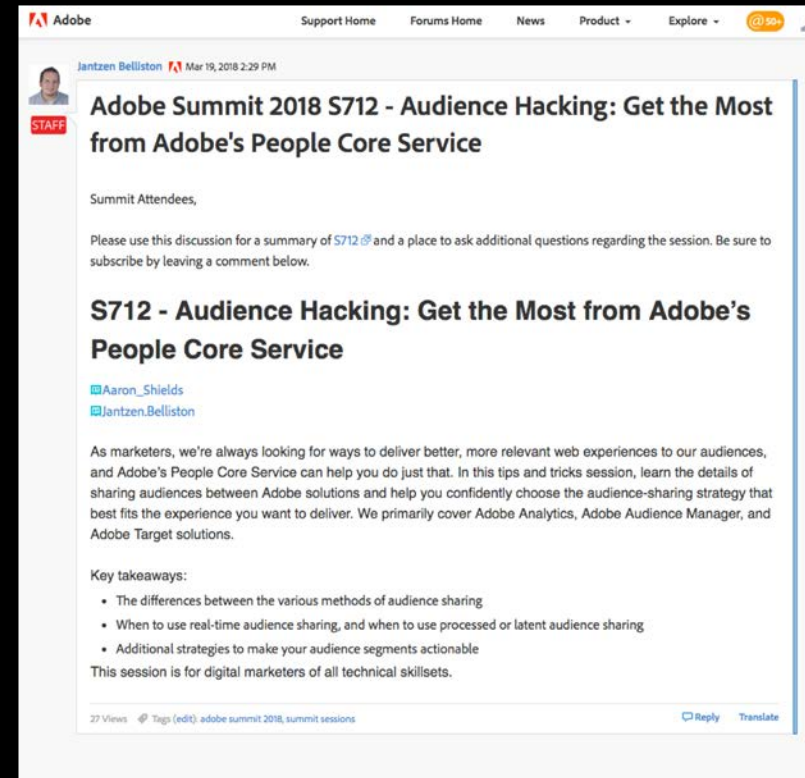 Adobe Support Home Forums Home News Product Explore @ 50+
Jantzen Belliston Mar 19, 2018 2:29 PM
STAFF
Adobe Summit 2018 S712 - Audience Hacking: Get the Most
from Adobe's People Core Service
Summit Attendees,
Please use this discussion for a summary of S712 and a place to ask additional questions regarding the session. Be sure to
subscribe by leaving a comment below.
S712 - Audience Hacking: Get the Most from Adobe’s
People Core Service
Aaron_Shields
Jantzen.Belliston
As marketers, we’re always looking for ways to deliver better, more relevant web experiences to our audiences,
and Adobe’s People Core Service can help you do just that. In this tips and tricks session, learn the details of
sharing audiences between Adobe solutions and help you confidently choose the audience-sharing strategy that
best fits the experience you want to deliver. We primarily cover Adobe Analytics, Adobe Audience Manager, and
Adobe Target solutions.
Key takeaways:
• The differences between the various methods of audience sharing
• When to use real-time audience sharing, and when to use processed or latent audience sharing
• Additional strategies to make your audience segments actionable
This session is for digital marketers of all technical skillsets.
27 Views Tags (edit): adobe summit 2018, summit sessions Reply Translate